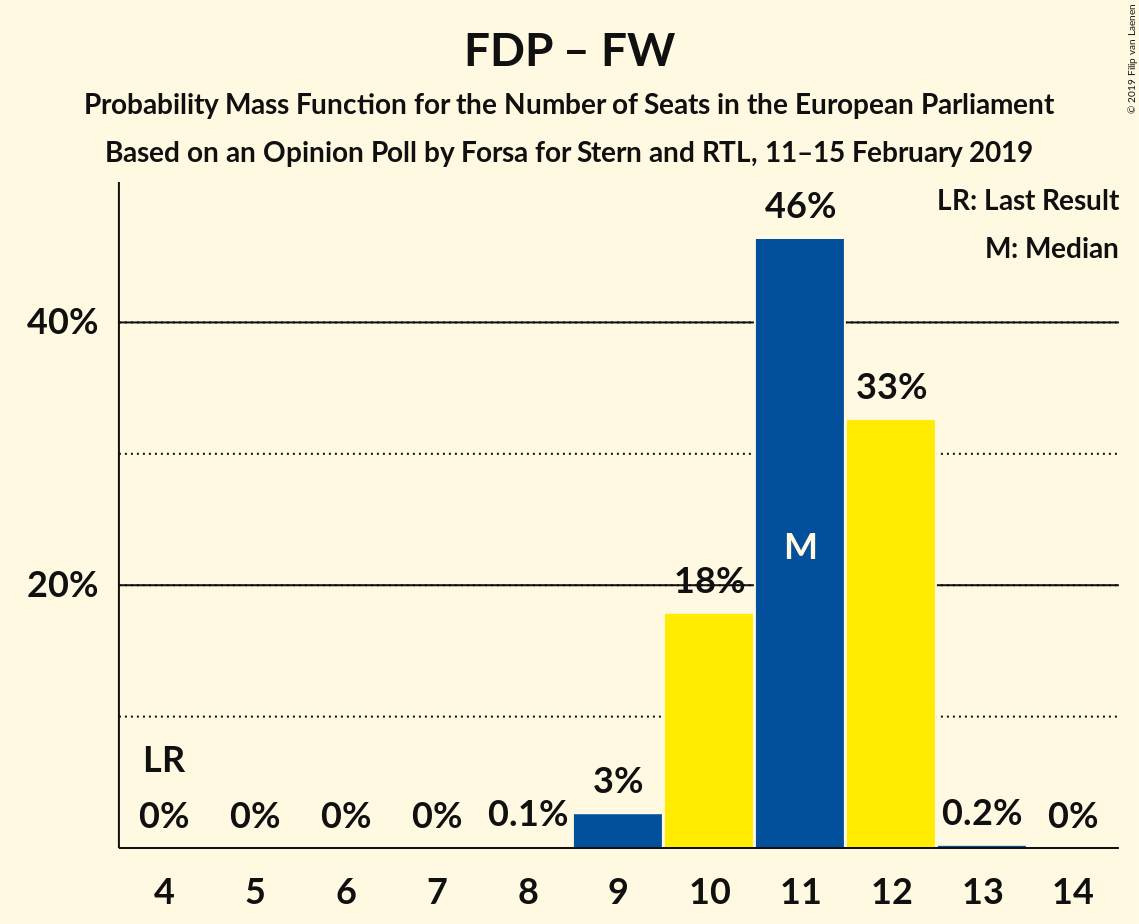 FDP – FW
Probability Mass Function for the Number of Seats in the European Parliament
Based on an Opinion Poll by Forsa for Stern and RTL, 11–15 February 2019
© 2019 Filip van Laenen
LR: Last Result
M: Median
40%
20%
LR
0%
0%
0%
0%
0.1%
3%
18%
46%
M
33%
0.2%
0%
4 5 6 7 8 9 10 11 12 13 14